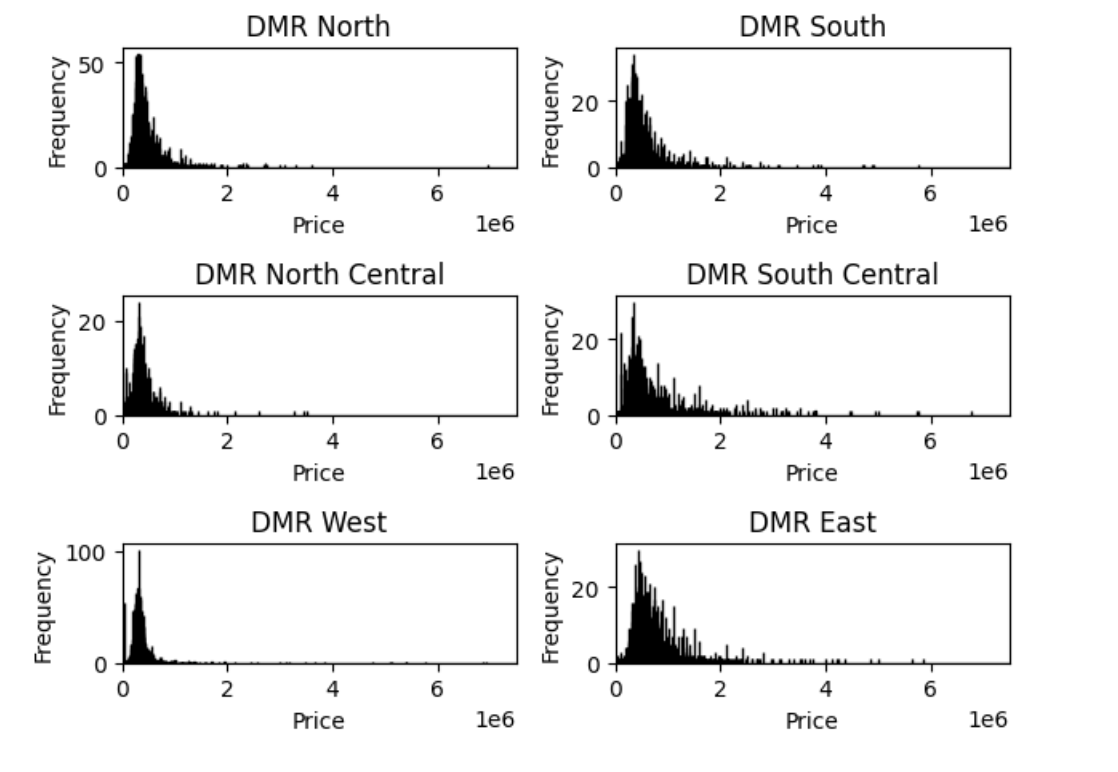 DMR North
Frequency
50
0
0 2 4 6
Price 1e6
DMR South
Frequency
20
0
0 2 4 6
Price 1e6
DMR North Central
Frequency
20
0
0 2 4 6
Price 1e6
DMR South Central
Frequency
20
0
0 2 4 6
Price 1e6
DMR West
Frequency
100
0
0 2 4 6
Price 1e6
DMR East
Frequency
20
0
0 2 4 6
Price 1e6